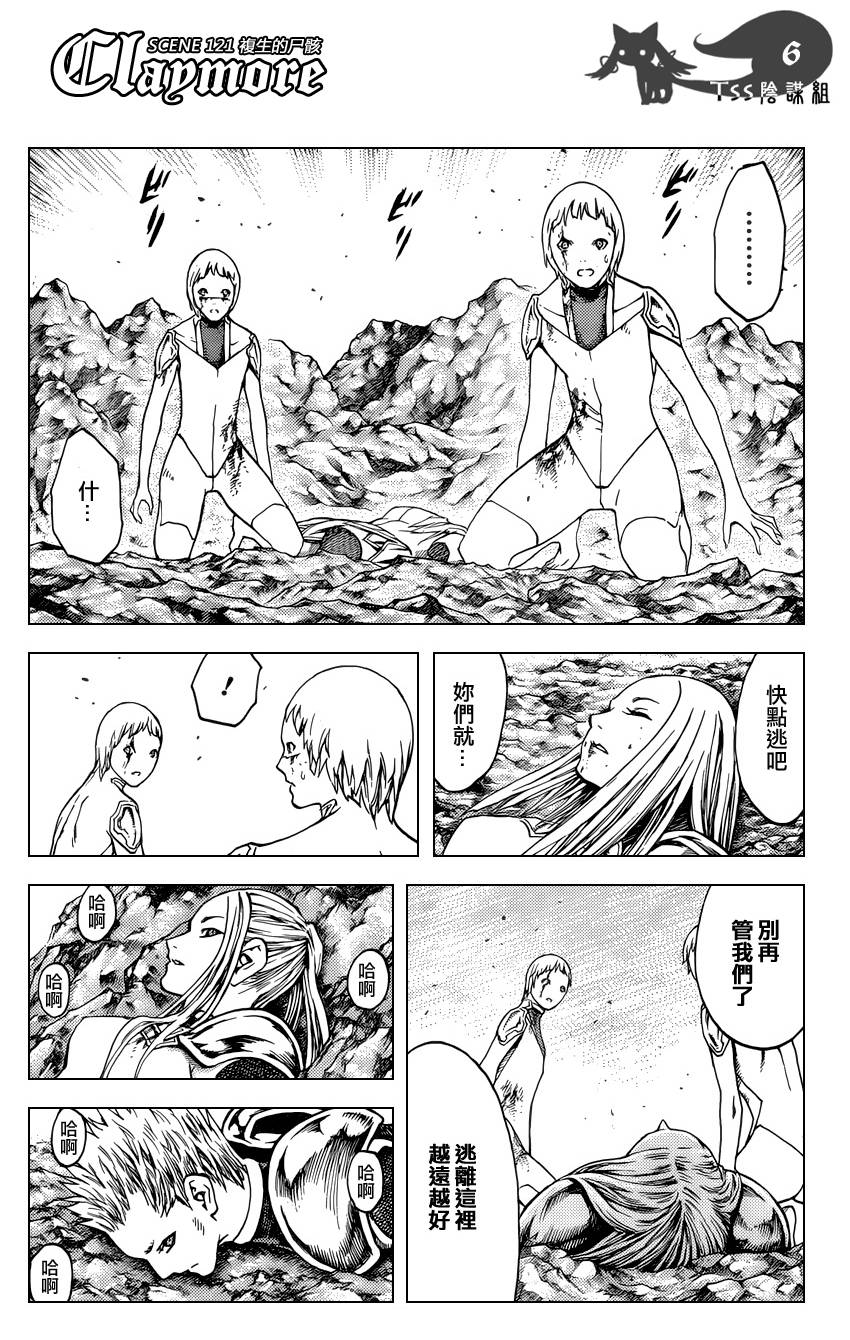 SCENE 121 複生的尸骸
Claymore
6
Tss陰謀組
ビ
ビ
ビ
ビ
………
什…
快點逃吧
妳們就…
!
別再
管我們了
逃離這裡
越遠越好
哈啊
哈啊
哈啊
哈啊
哈啊
哈啊